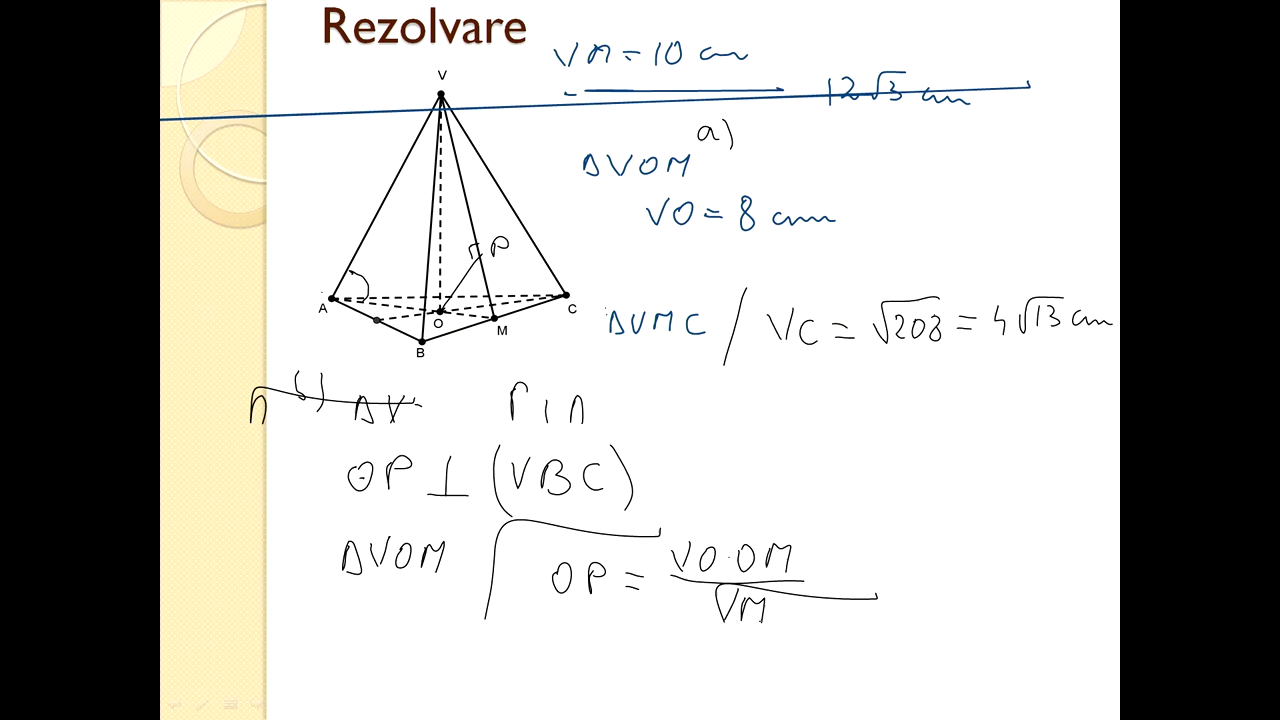 Rezolvare
VM = 10 cm
12√3 cm
V
a)
ΔVOM
VO = 8 cm
P
A
O
M
C
B
ΔVMC / VC = √208 = 4√13 cm
b) ΔV
OP ⊥ (VBC)
ΔVOM
OP = VO·OM / VM